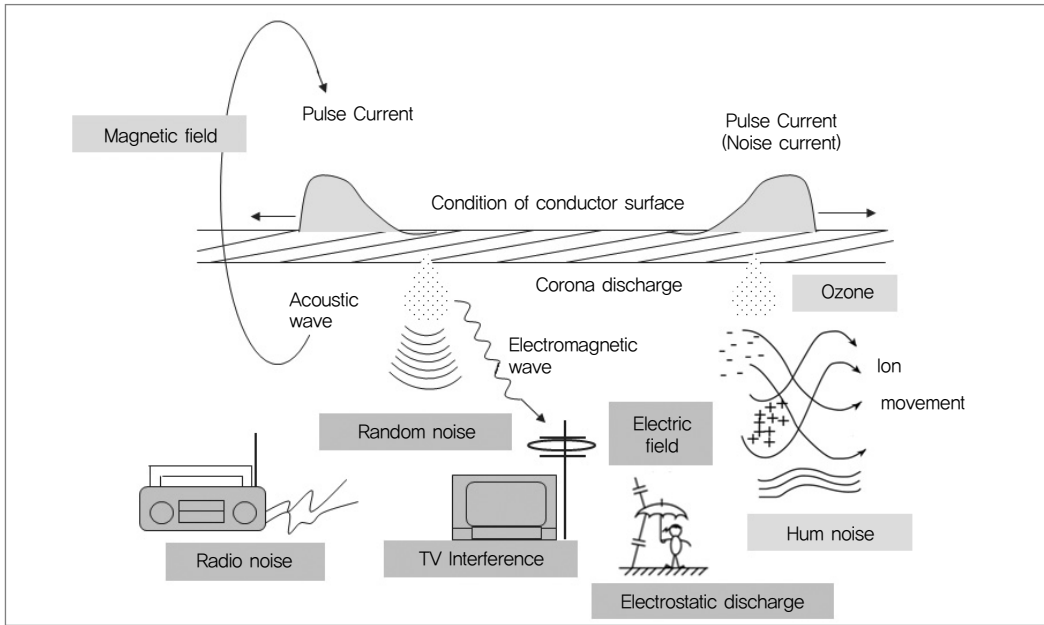 Pulse Current
Magnetic field
Pulse Current
(Noise current)
Condition of conductor surface
Corona discharge
Ozone
Acoustic
wave
Electromagnetic
wave
Ion
movement
Random noise
Electric
field
Radio noise
TV Interference
Hum noise
Electrostatic discharge